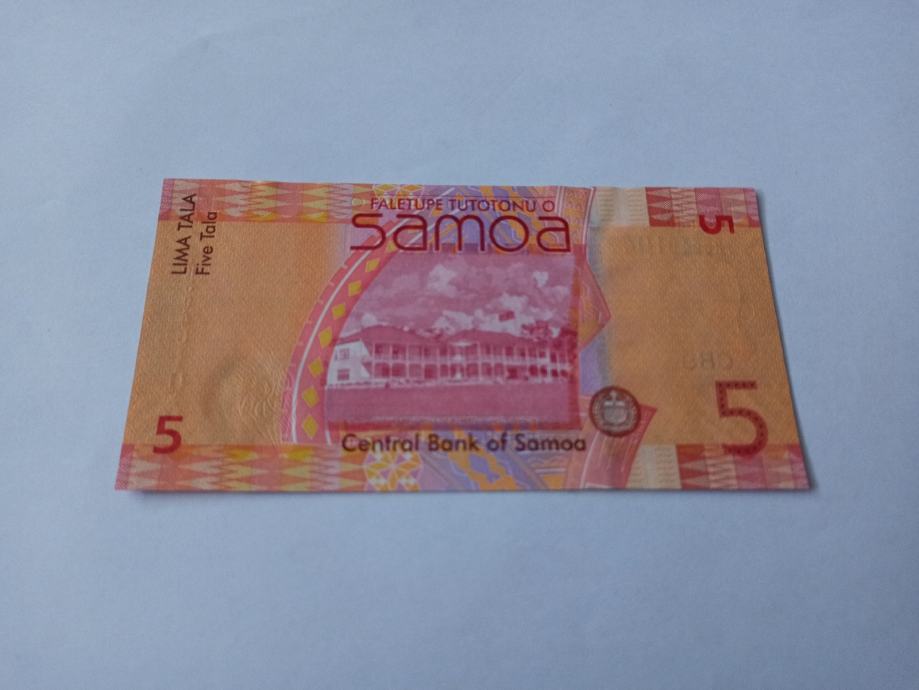 LIMA TALA
Five Tala
FALETUPE TUTOTONU O
Samoa
5
5
5
Central Bank of Samoa